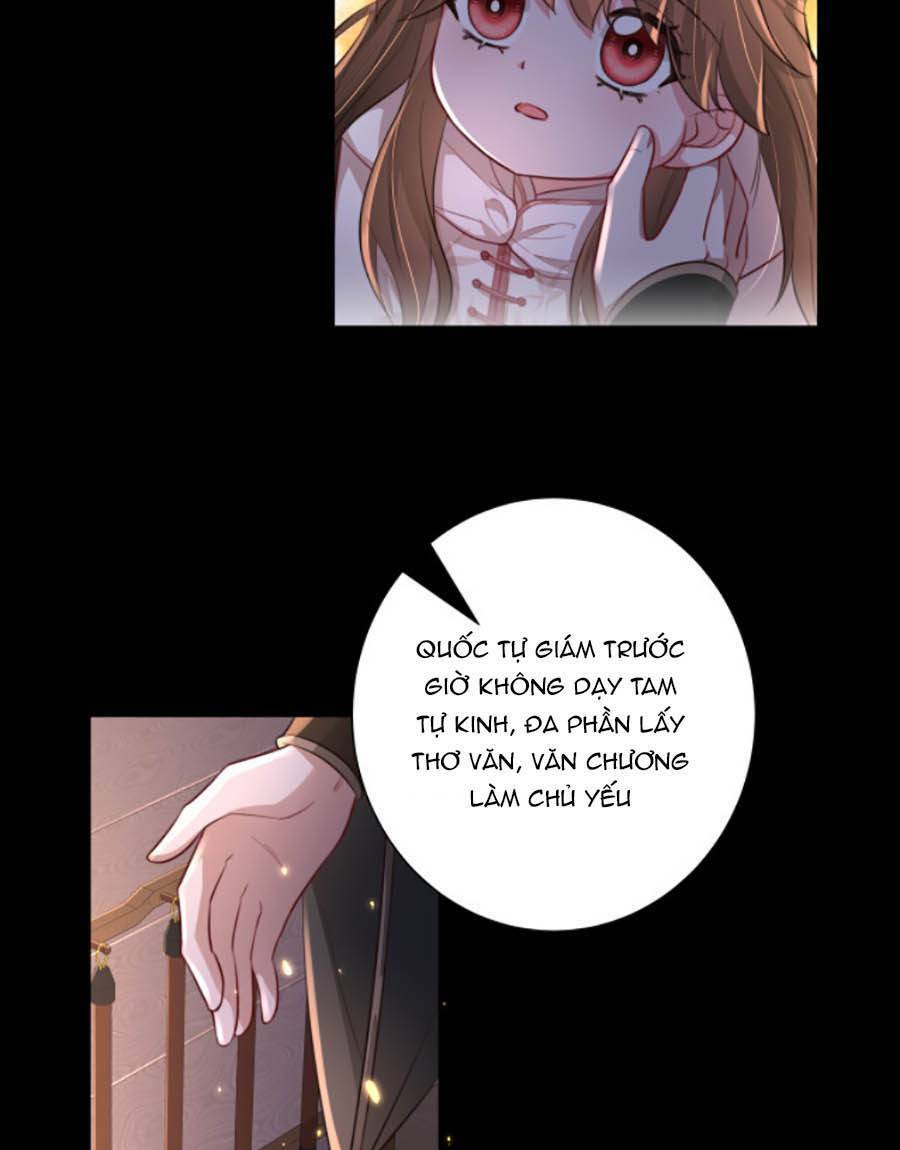 QUỐC TỰ GIÁM TRƯỚC
GIỜ KHÔNG DẠY TAM
TỰ KINH, ĐA PHẦN LẤY
THƠ VĂN, VĂN CHƯƠNG
LÀM CHỦ YẾU